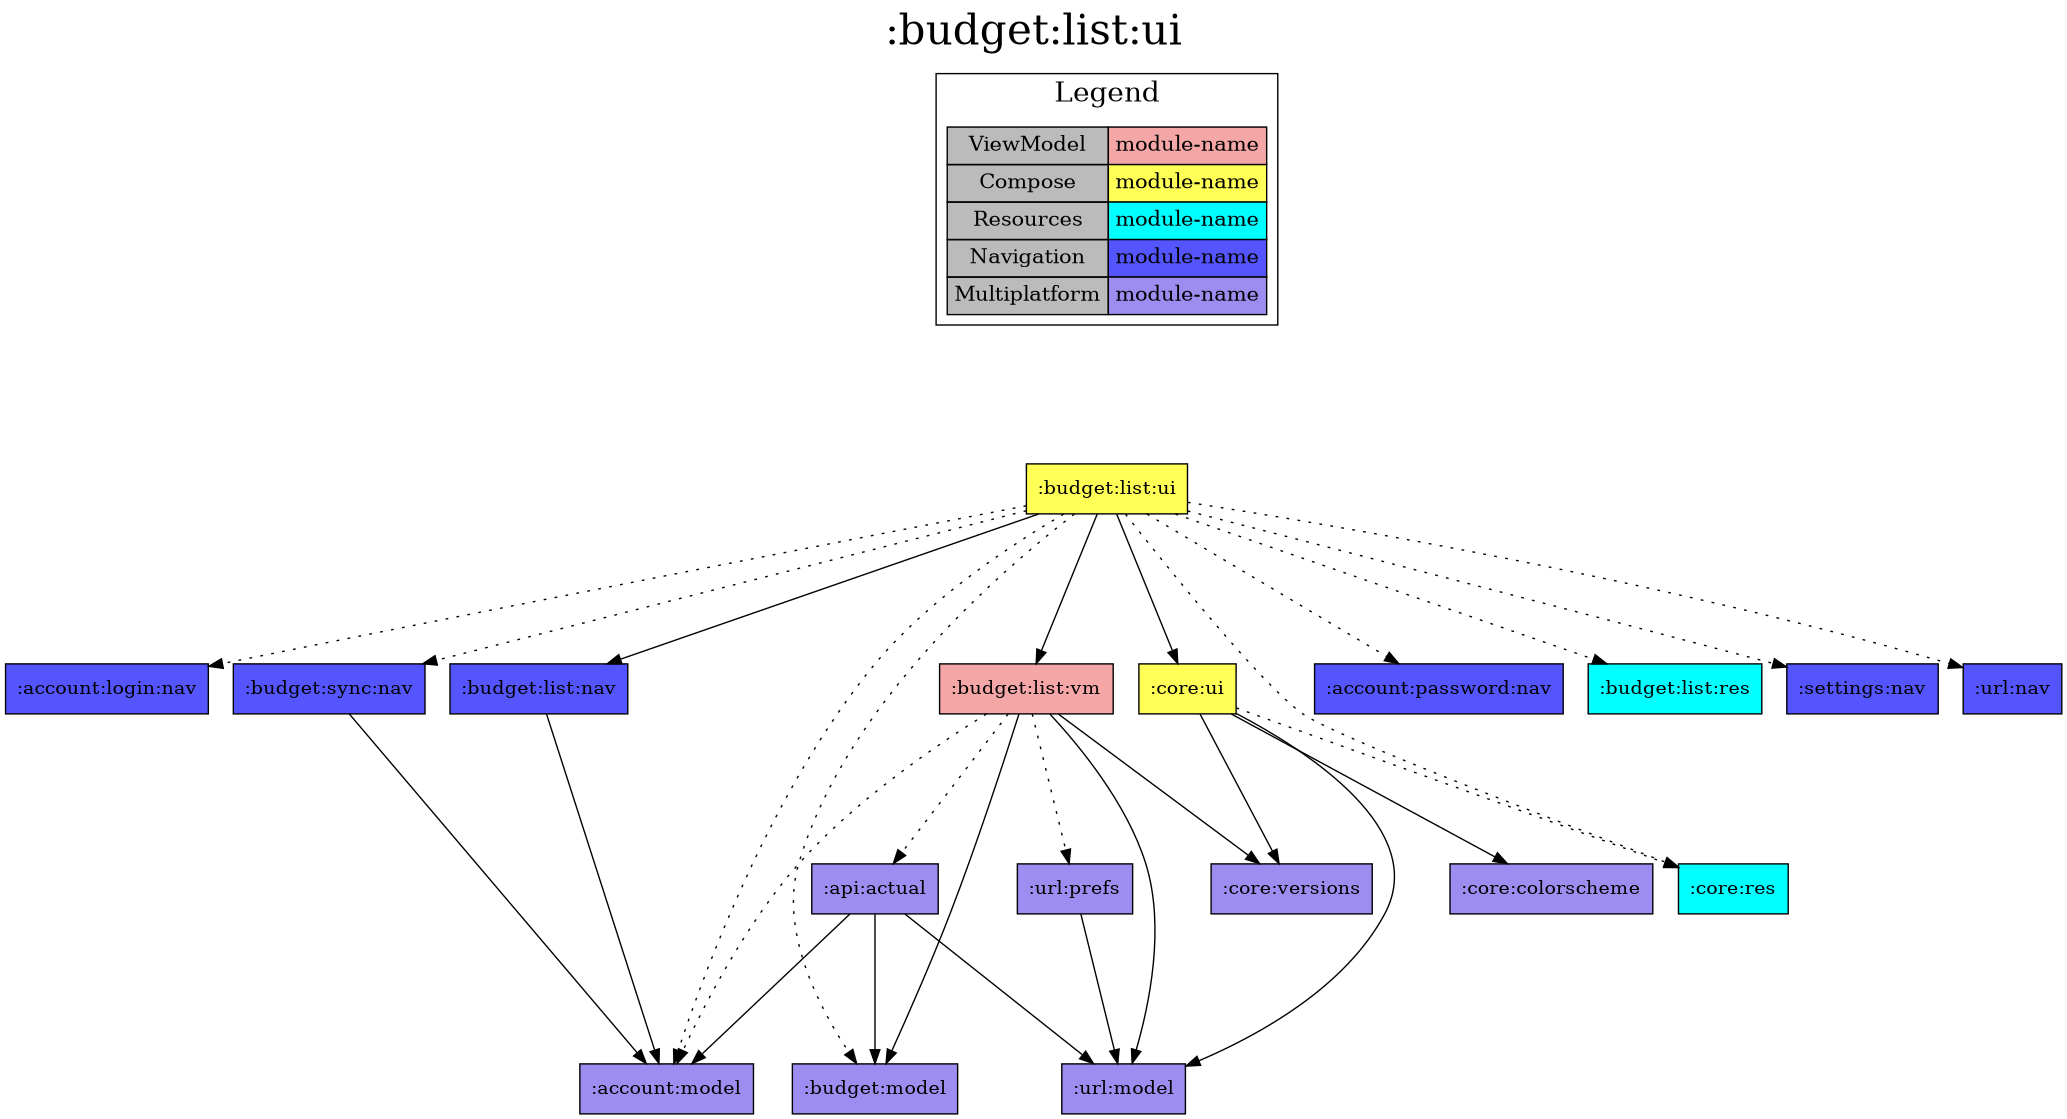 :budget:list:ui
Legend
ViewModel module-name
Compose module-name
Resources module-name
Navigation module-name
Multiplatform module-name
:budget:list:ui
:account:login:nav
:budget:sync:nav
:budget:list:nav
:budget:list:vm
:core:ui
:account:password:nav
:budget:list:res
:settings:nav
:url:nav
:api:actual
:url:prefs
:core:versions
:core:colorscheme
:core:res
:account:model
:budget:model
:url:model